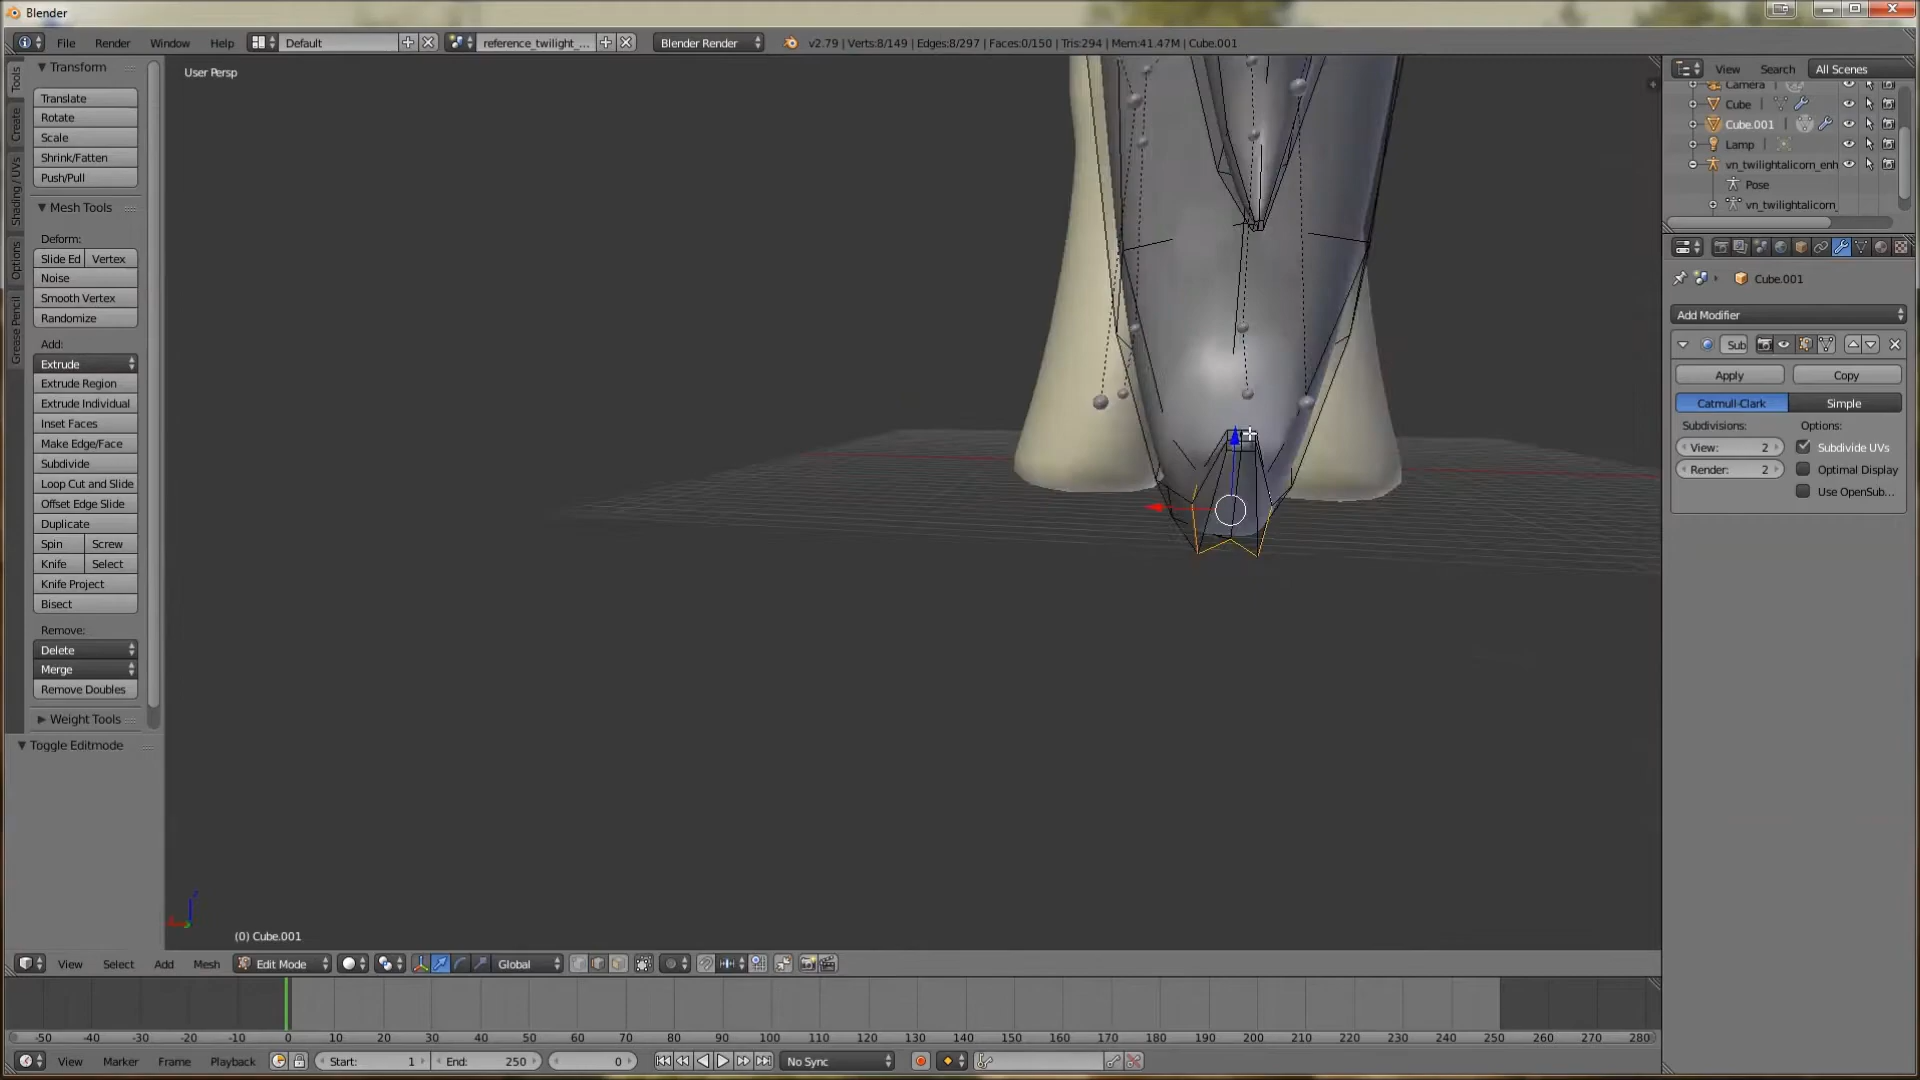 Blender
File Render Window Help Default reference_twilight_... Blender Render v2.79 | Verts:8/149 | Edges:8/297 | Faces:0/150 | Tris:294 | Mem:41.47M | Cube.001
Transform
User Persp
Translate
Rotate
Scale
Shrink/Fatten
Push/Pull
Mesh Tools
Deform:
Slide Ed Vertex
Noise
Smooth Vertex
Randomize
Add:
Extrude
Extrude Region
Extrude Individual
Inset Faces
Make Edge/Face
Subdivide
Loop Cut and Slide
Offset Edge Slide
Duplicate
Spin Screw
Knife Select
Knife Project
Bisect
Remove:
Delete
Merge
Remove Doubles
Weight Tools
Toggle Editmode
Tools
Create
Shading / UVs
Options
Grease Pencil
View Search All Scenes
Camera
Cube
Cube.001
Lamp
vn_twilightalicorn_enh
Pose
vn_twilightalicorn_
Cube.001
Add Modifier
Sub
Apply Copy
Catmull-Clark Simple
Subdivisions: Options:
View: 2 Subdivide UVs
Render: 2 Optimal Display
Use OpenSub...
z
(0) Cube.001
View Select Add Mesh Edit Mode Global
-50 -40 -30 -20 -10 0 10 20 30 40 50 60 70 80 90 100 110 120 130 140 150 160 170 180 190 200 210 220 230 240 250 260 270 280
View Marker Frame Playback Start: 1 End: 250 0 No Sync